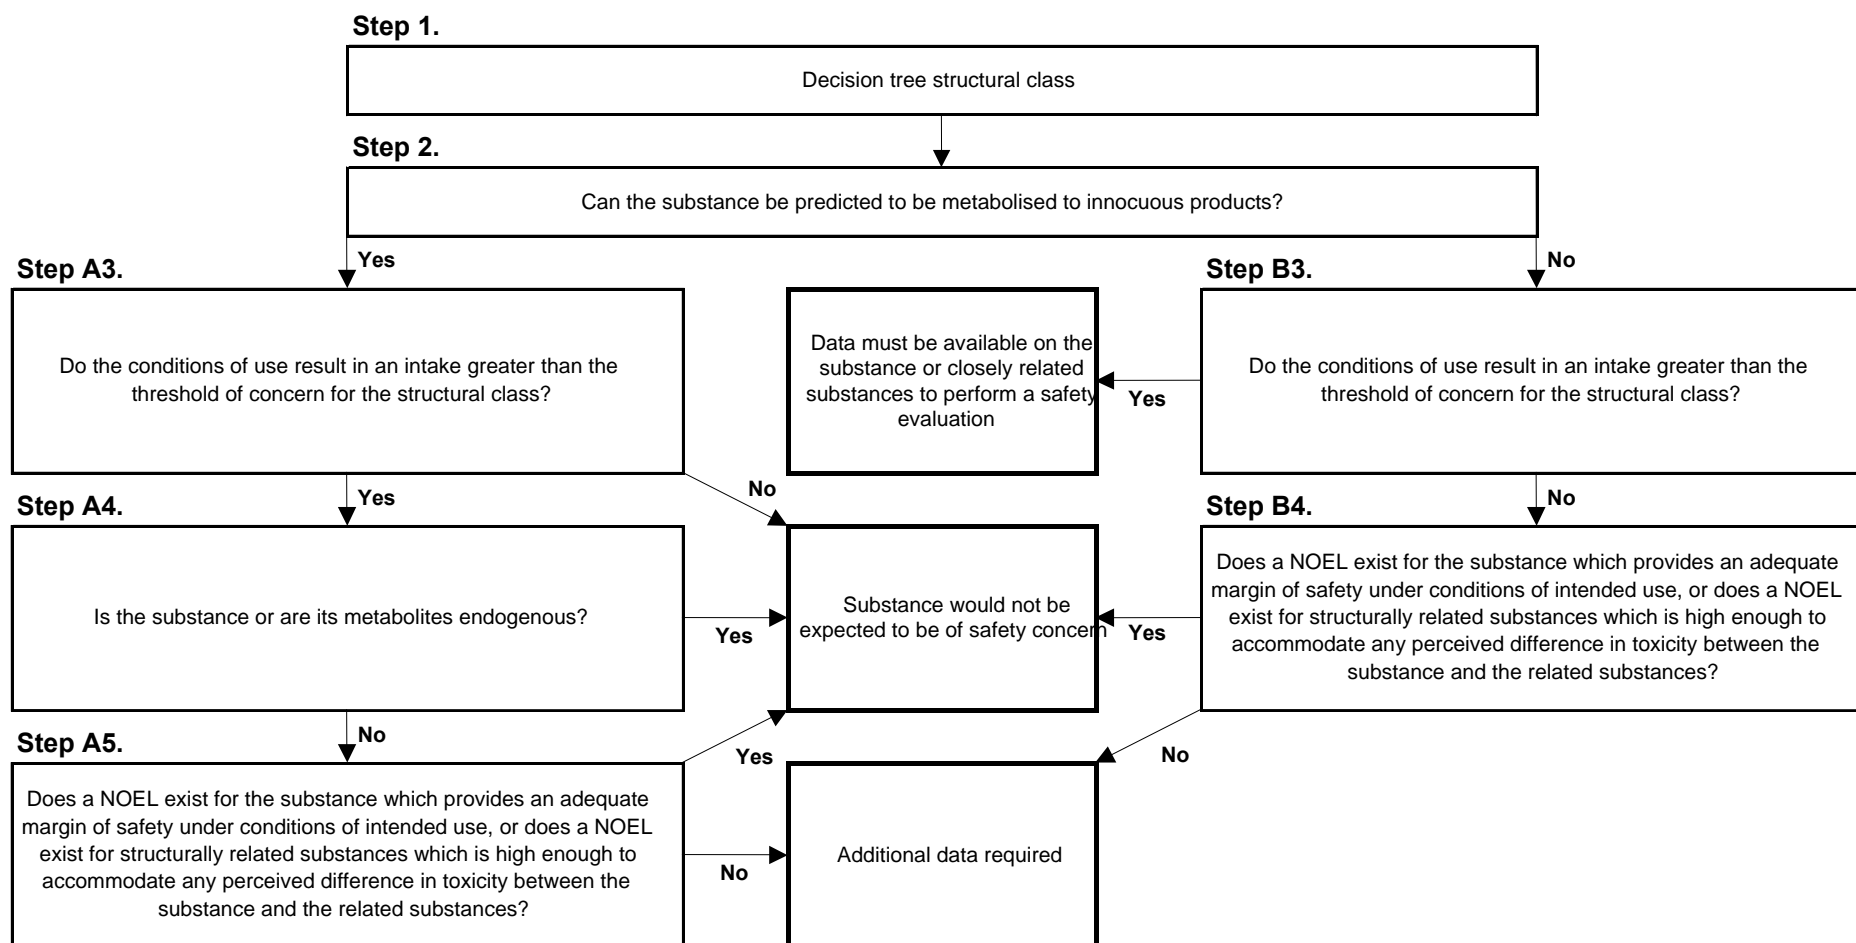 Step 1.
Decision tree structural class
Step 2.
Can the substance be predicted to be metabolised to innocuous products?
Yes
No
Step A3.
Do the conditions of use result in an intake greater than the
threshold of concern for the structural class?
Data must be available on the
substance or closely related
substances to perform a safety
evaluation
Yes
Step B3.
Do the conditions of use result in an intake greater than the
threshold of concern for the structural class?
Yes
No
No
Step A4.
Is the substance or are its metabolites endogenous?
Yes
Substance would not be
expected to be of safety concern
Yes
Step B4.
Does a NOEL exist for the substance which provides an adequate
margin of safety under conditions of intended use, or does a NOEL
exist for structurally related substances which is high enough to
accommodate any perceived difference in toxicity between the
substance and the related substances?
No
Yes
No
Step A5.
Does a NOEL exist for the substance which provides an adequate
margin of safety under conditions of intended use, or does a NOEL
exist for structurally related substances which is high enough to
accommodate any perceived difference in toxicity between the
substance and the related substances?
No
Additional data required